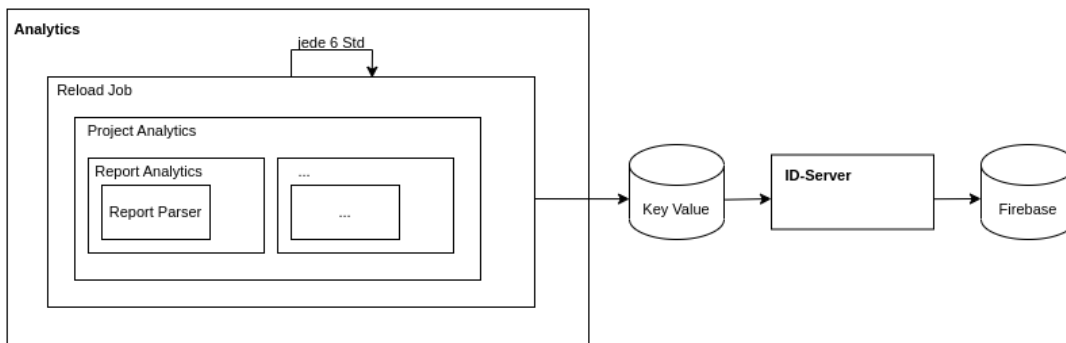 Analytics
jede 6 Std
Reload Job
Project Analytics
Report Analytics
...
Report Parser
...
Key Value
ID-Server
Firebase